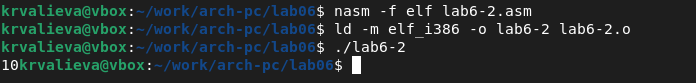 krvalieva@vbox:~/work/arch-pc/lab06$ nasm -f elf lab6-2.asm
krvalieva@vbox:~/work/arch-pc/lab06$ ld -m elf_i386 -o lab6-2 lab6-2.o
krvalieva@vbox:~/work/arch-pc/lab06$ ./lab6-2
10krvalieva@vbox:~/work/arch-pc/lab06$